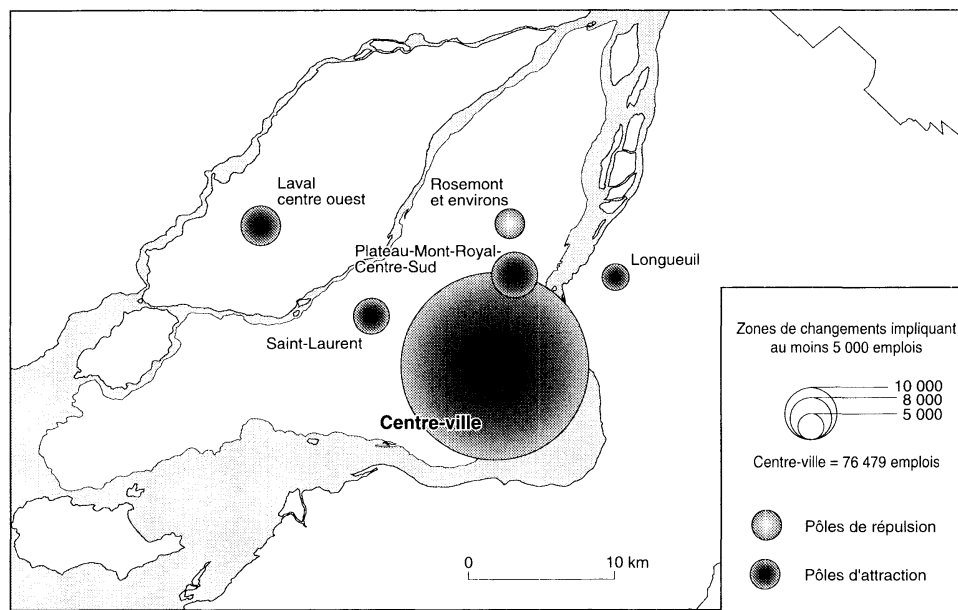 Laval
centre ouest
Rosemont
et environs
Plateau-Mont-Royal-
Centre-Sud
Longueuil
Saint-Laurent
Centre-ville
0 10 km
Zones de changements impliquant
au moins 5 000 emplois
10 000
8 000
5 000
Centre-ville = 76 479 emplois
Pôles de répulsion
Pôles d'attraction